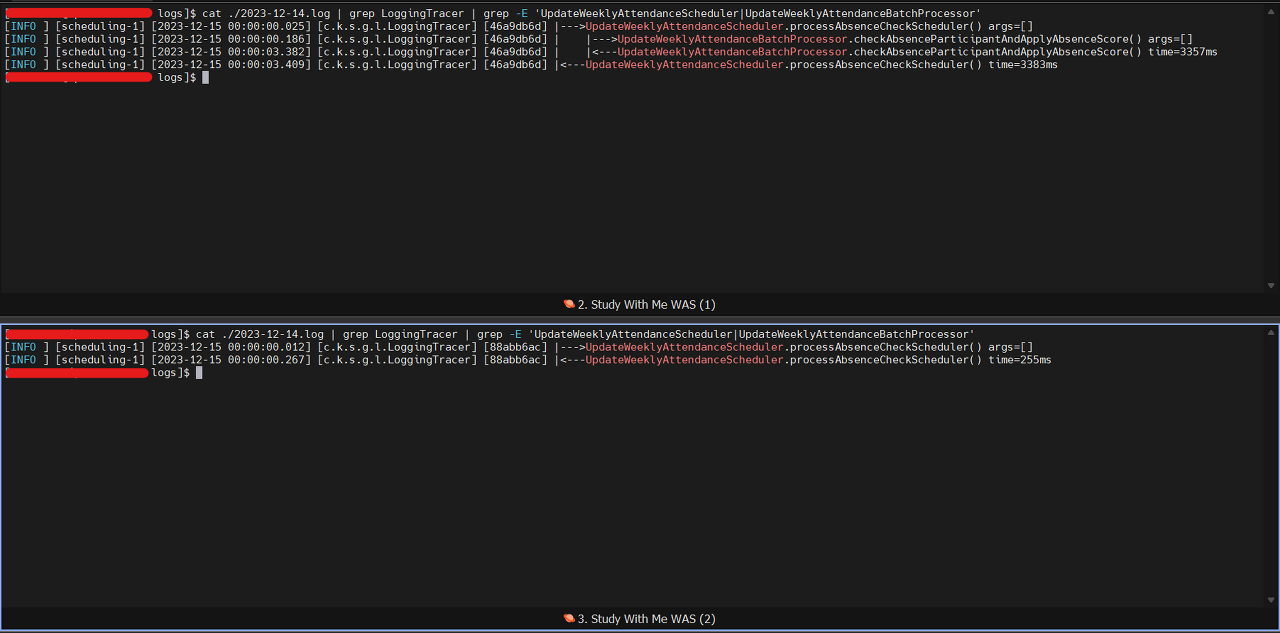 [ logs]$ cat ./2023-12-14.log | grep LoggingTracer | grep -E 'UpdateWeeklyAttendanceScheduler|UpdateWeeklyAttendanceBatchProcessor'
[INFO ] [scheduling-1] [2023-12-15 00:00:00.025] [c.k.s.g.l.LoggingTracer] [46a9db6d] |--->UpdateWeeklyAttendanceScheduler.processAbsenceCheckScheduler() args=[]
[INFO ] [scheduling-1] [2023-12-15 00:00:00.186] [c.k.s.g.l.LoggingTracer] [46a9db6d] |    |--->UpdateWeeklyAttendanceBatchProcessor.checkAbsenceParticipantAndApplyAbsenceScore() args=[]
[INFO ] [scheduling-1] [2023-12-15 00:00:03.382] [c.k.s.g.l.LoggingTracer] [46a9db6d] |    |<---UpdateWeeklyAttendanceBatchProcessor.checkAbsenceParticipantAndApplyAbsenceScore() time=3357ms
[INFO ] [scheduling-1] [2023-12-15 00:00:03.409] [c.k.s.g.l.LoggingTracer] [46a9db6d] |<---UpdateWeeklyAttendanceScheduler.processAbsenceCheckScheduler() time=3383ms
[ logs]$
2. Study With Me WAS (1)
[ logs]$ cat ./2023-12-14.log | grep LoggingTracer | grep -E 'UpdateWeeklyAttendanceScheduler|UpdateWeeklyAttendanceBatchProcessor'
[INFO ] [scheduling-1] [2023-12-15 00:00:00.012] [c.k.s.g.l.LoggingTracer] [88abb6ac] |--->UpdateWeeklyAttendanceScheduler.processAbsenceCheckScheduler() args=[]
[INFO ] [scheduling-1] [2023-12-15 00:00:00.267] [c.k.s.g.l.LoggingTracer] [88abb6ac] |<---UpdateWeeklyAttendanceScheduler.processAbsenceCheckScheduler() time=255ms
[ logs]$
3. Study With Me WAS (2)